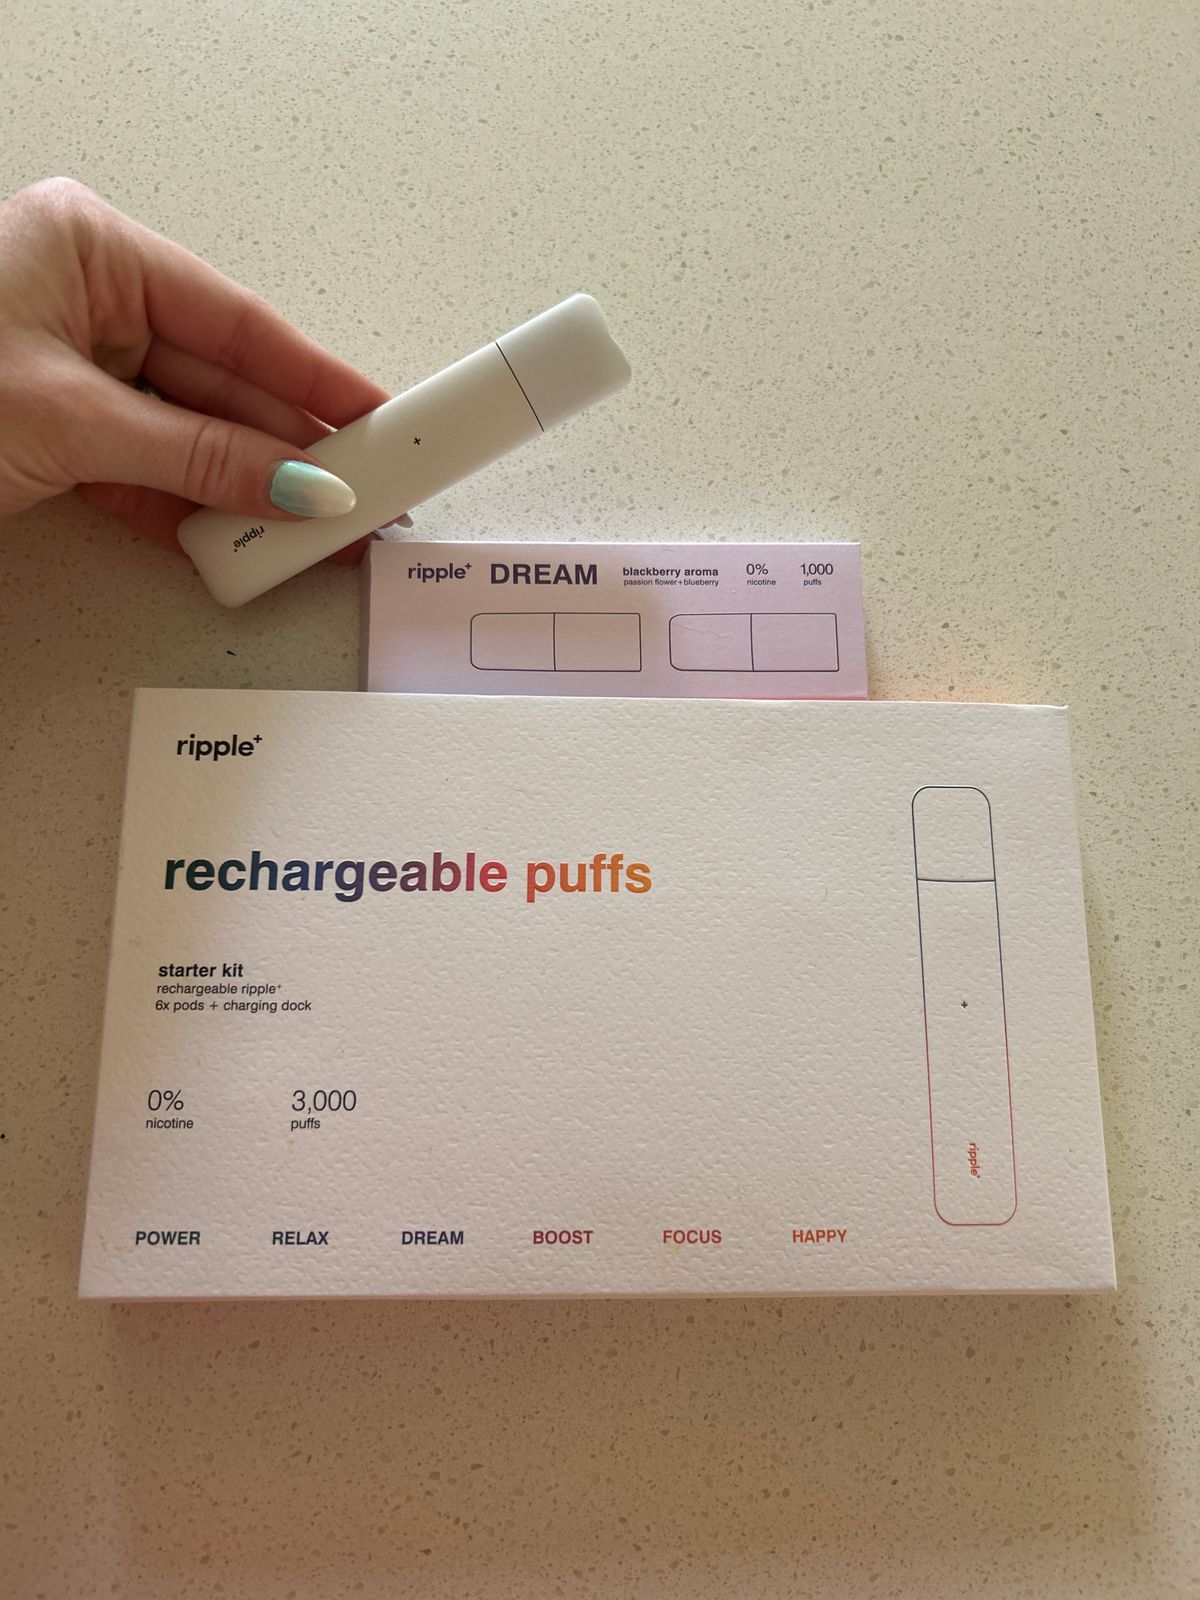 ripple+
ripple+ DREAM blackberry aroma 0% 1,000
passion flower+blueberry nicotine puffs
ripple+
rechargeable puffs
starter kit
rechargeable ripple+
6x pods + charging dock
0% 3,000
nicotine puffs
ripple+
POWER RELAX DREAM BOOST FOCUS HAPPY